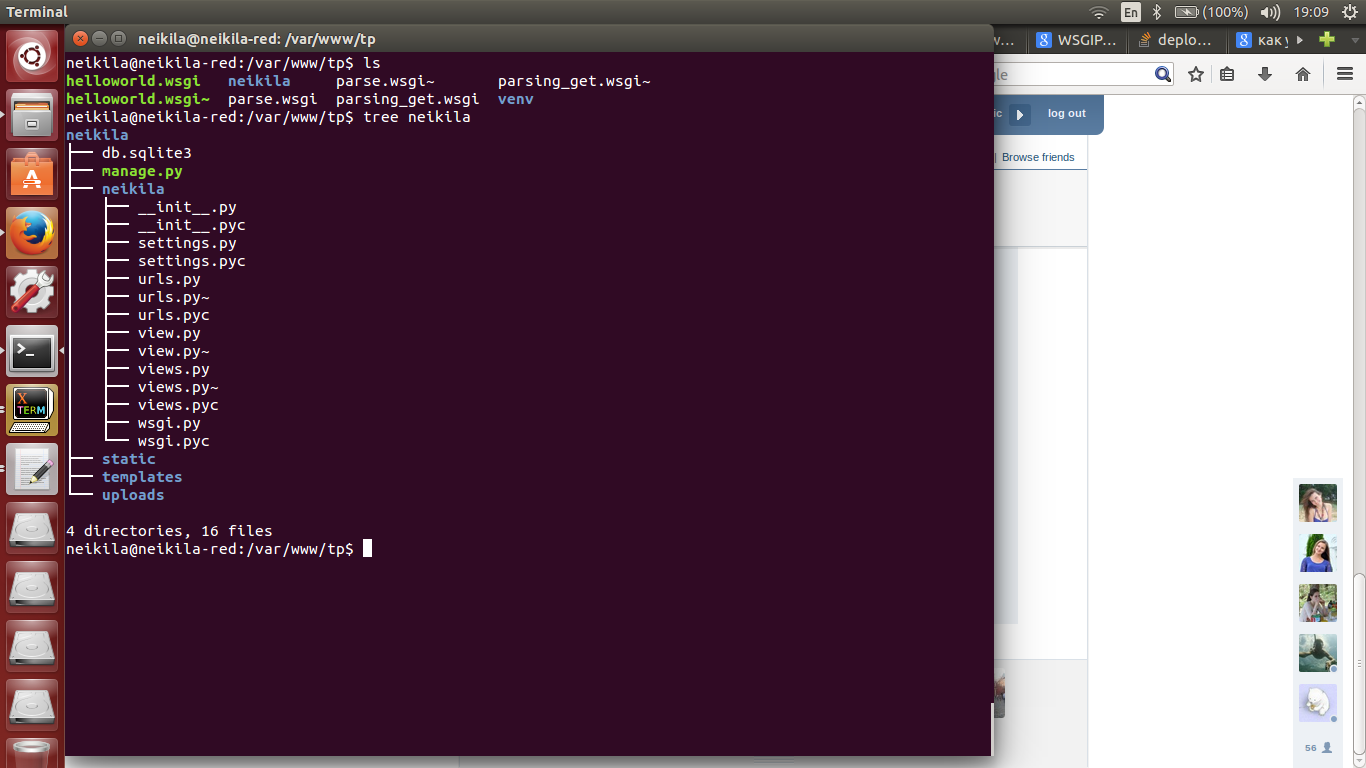 Terminal
En
(100%)
19:09
neikila@neikila-red: /var/www/tp
WSGIP...
deplo...
как у
neikila@neikila-red:/var/www/tp$ ls
helloworld.wsgi neikila parse.wsgi~ parsing_get.wsgi~
helloworld.wsgi~ parse.wsgi parsing_get.wsgi venv
neikila@neikila-red:/var/www/tp$ tree neikila
neikila
├── db.sqlite3
├── manage.py
├── neikila
│   ├── __init__.py
│   ├── __init__.pyc
│   ├── settings.py
│   ├── settings.pyc
│   ├── urls.py
│   ├── urls.py~
│   ├── urls.pyc
│   ├── view.py
│   ├── view.py~
│   ├── views.py
│   ├── views.py~
│   ├── views.pyc
│   ├── wsgi.py
│   └── wsgi.pyc
├── static
├── templates
└── uploads
4 directories, 16 files
neikila@neikila-red:/var/www/tp$
log out
Browse friends
X
TERM
56